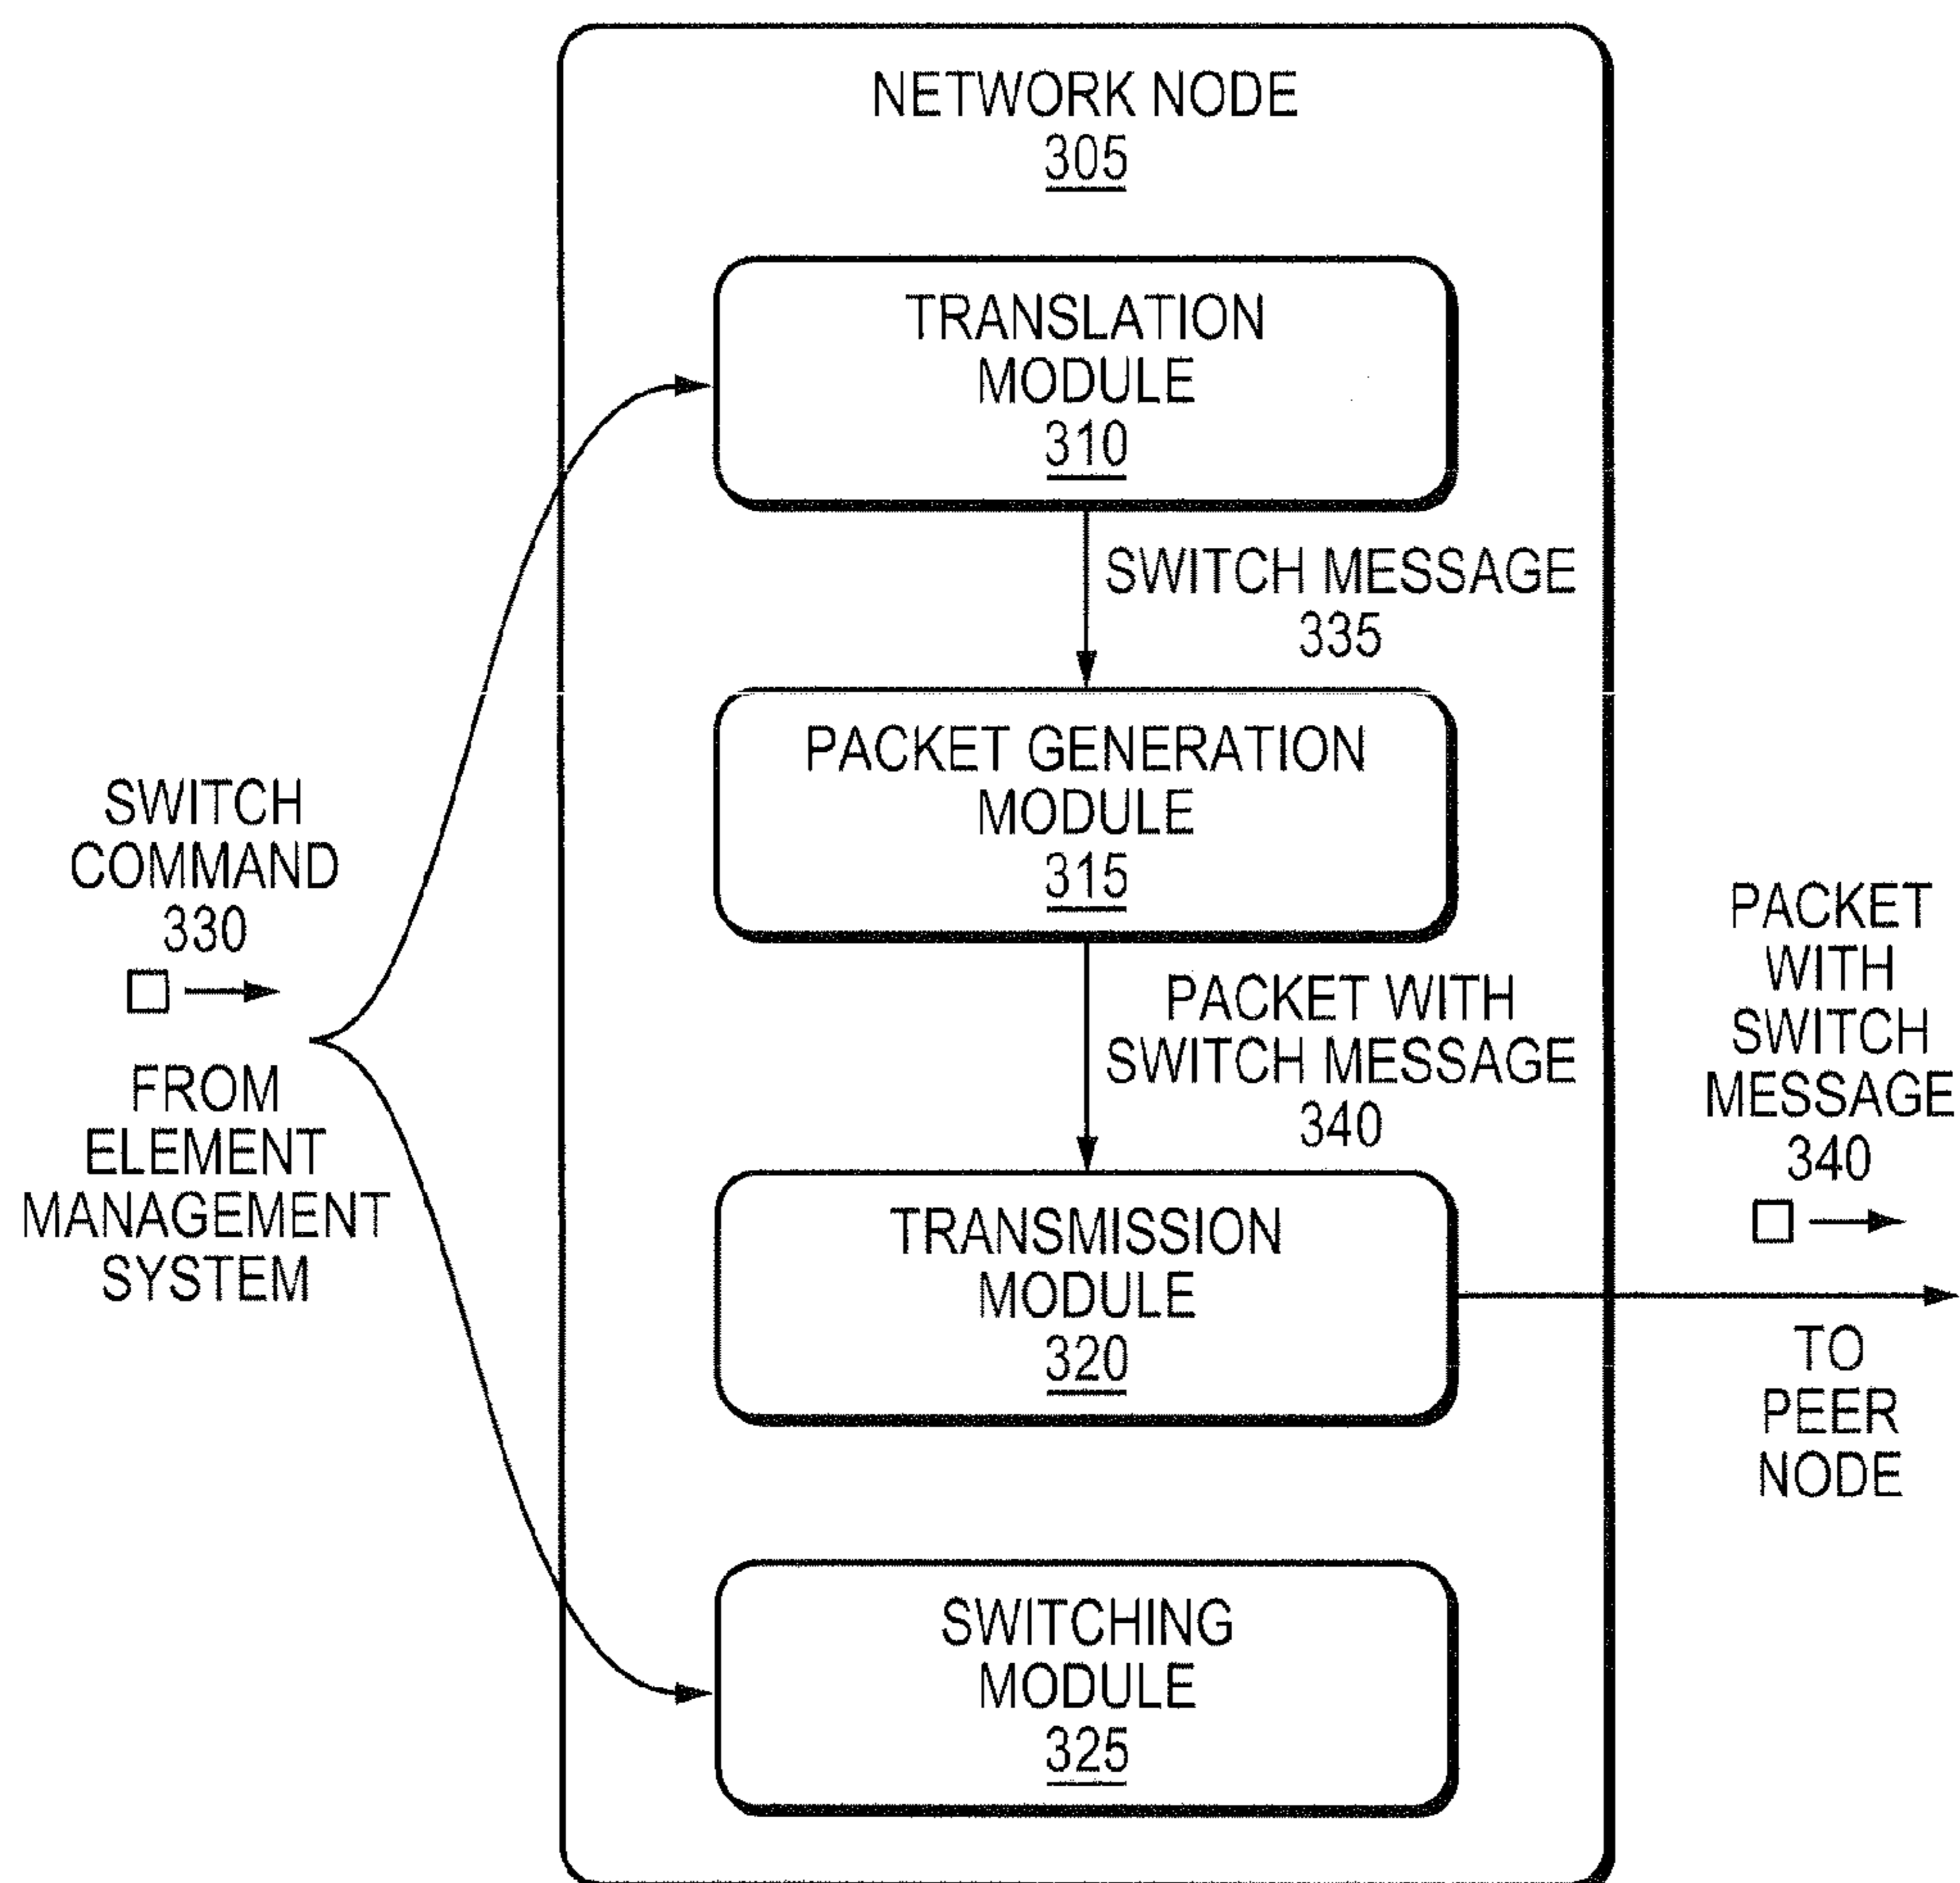 NETWORK NODE
305
TRANSLATION
MODULE
310
SWITCH MESSAGE
335
PACKET GENERATION
MODULE
315
SWITCH
COMMAND
330
FROM
ELEMENT
MANAGEMENT
SYSTEM
PACKET WITH
SWITCH MESSAGE
340
TRANSMISSION
MODULE
320
PACKET
WITH
SWITCH
MESSAGE
340
TO
PEER
NODE
SWITCHING
MODULE
325